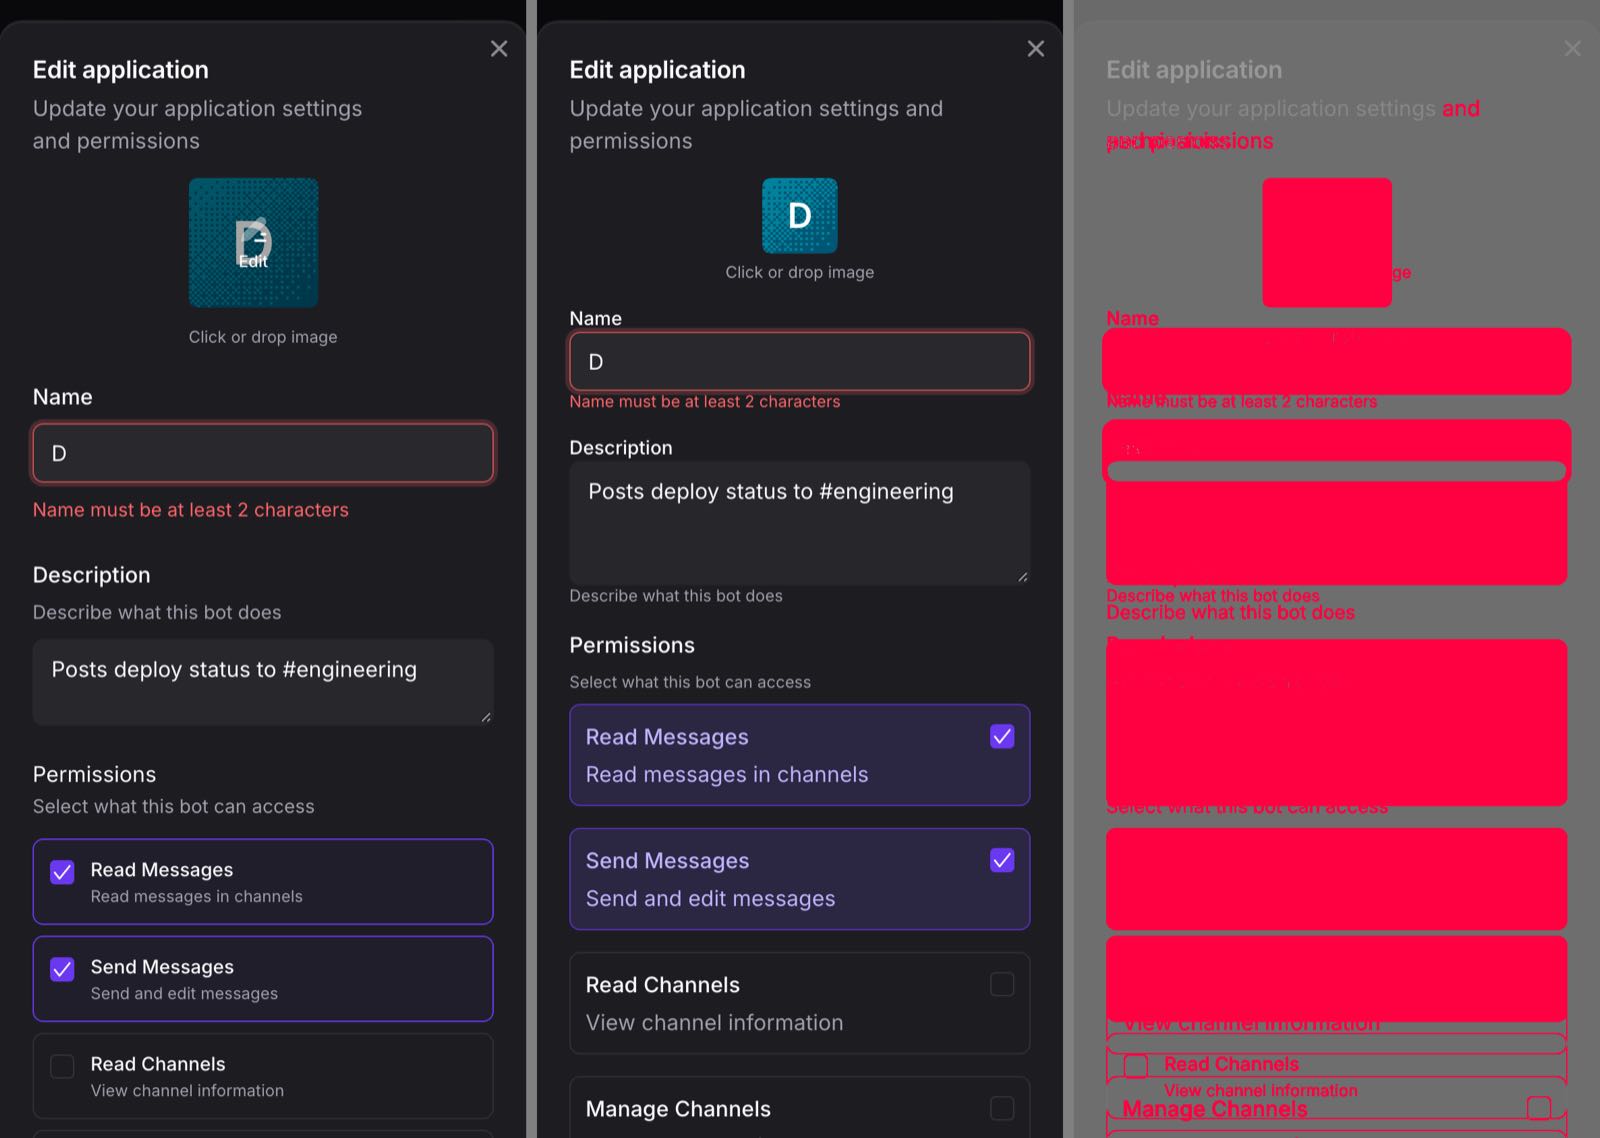 Edit application
Update your application settings
and permissions
D
Edit
Click or drop image
Name
D
Name must be at least 2 characters
Description
Describe what this bot does
Posts deploy status to #engineering
Permissions
Select what this bot can access
Read Messages
Read messages in channels
Send Messages
Send and edit messages
Read Channels
View channel information
Edit application
Update your application settings and
permissions
D
Click or drop image
Name
D
Name must be at least 2 characters
Description
Posts deploy status to #engineering
Describe what this bot does
Permissions
Select what this bot can access
Read Messages
Read messages in channels
Send Messages
Send and edit messages
Read Channels
View channel information
Manage Channels
Edit application
Update your application settings and
Name
Name must be at least 2 characters
Describe what this bot does
Describe what this bot does
Select what this bot can access
View channel information
Read Channels
View channel information
Manage Channels